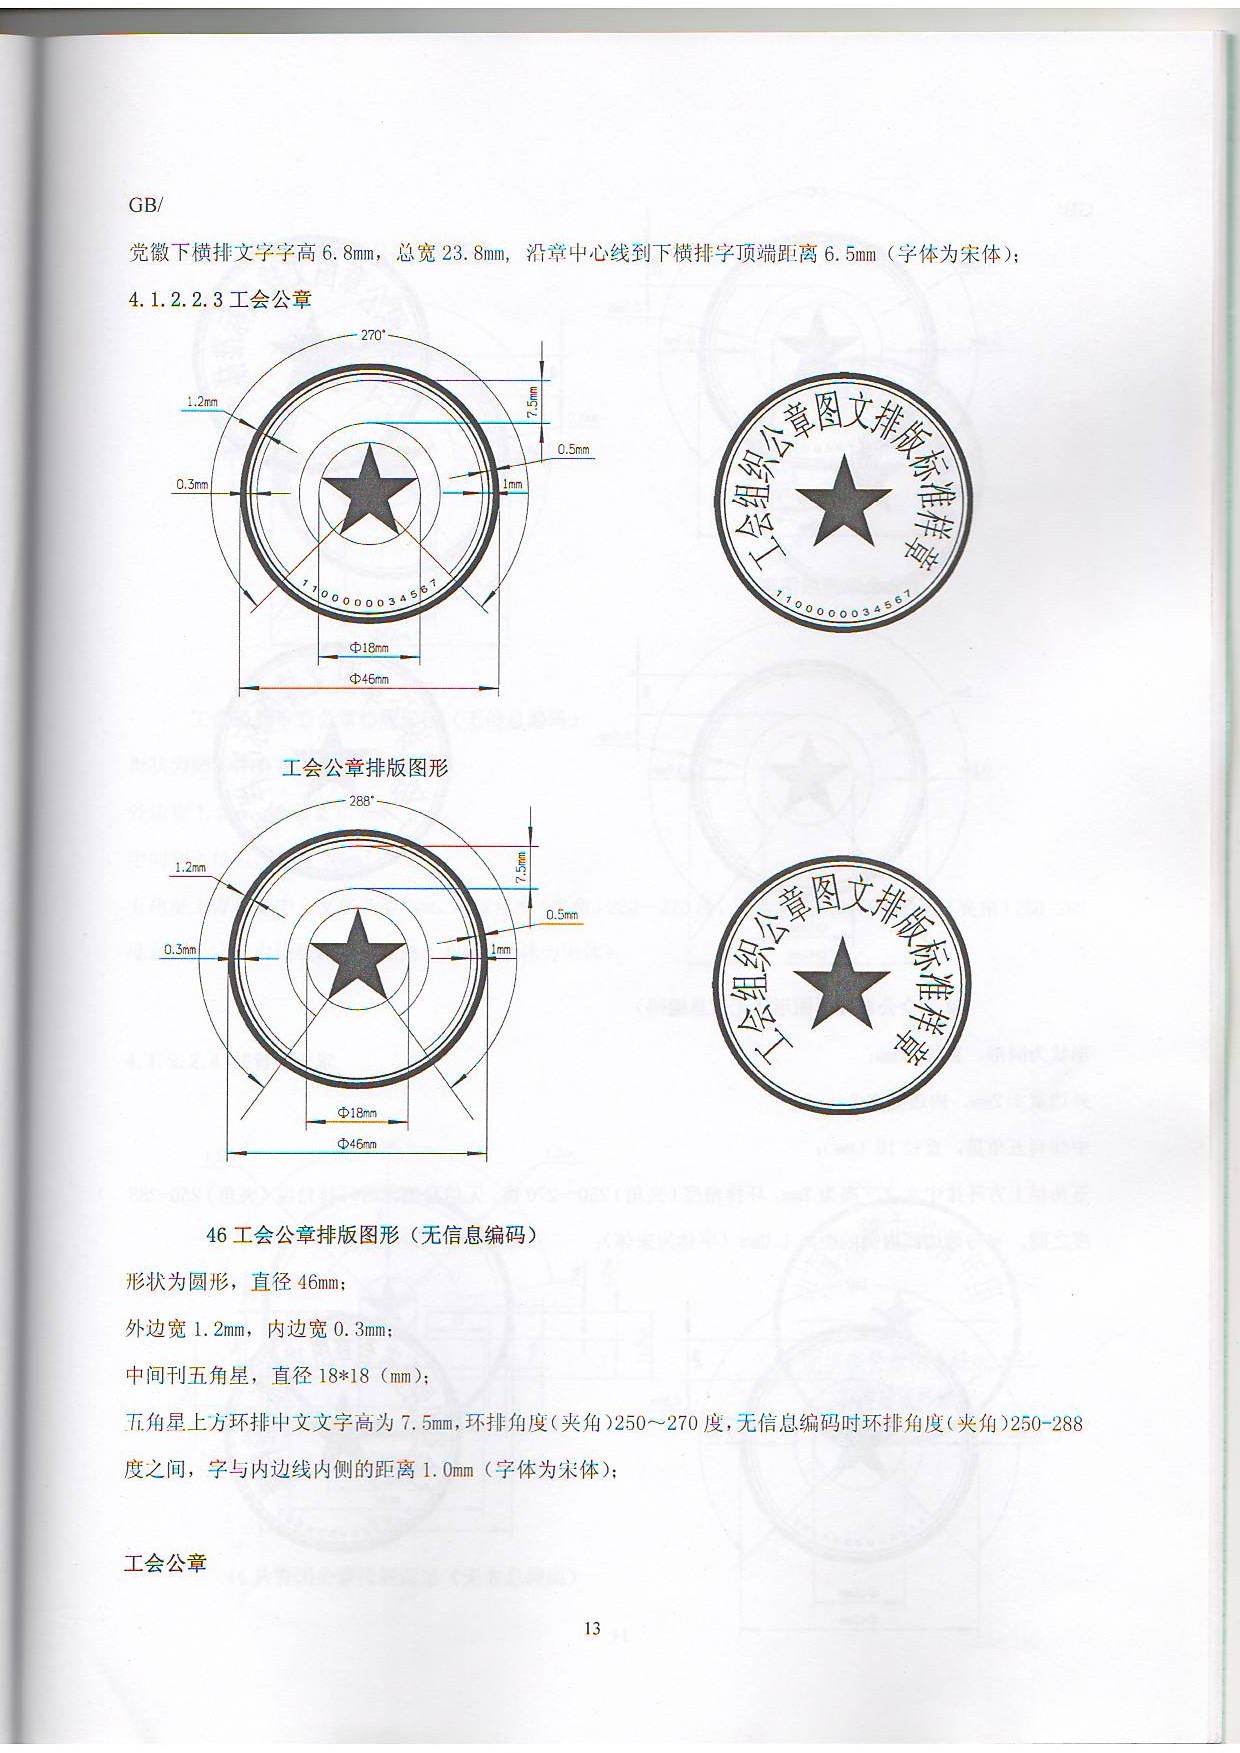 GB/
党徽下横排文字字高 6.8mm，总宽 23.8mm, 沿章中心线到下横排字顶端距离 6.5mm（字体为宋体）；
4.1.2.2.3 工会公章
270°
1.2mm
7.5mm
0.5mm
0.3mm
1mm
1100000034567
Φ18mm
Φ46mm
工会组织公章图文排版标准样章
1100000034567
工会公章排版图形
288°
1.2mm
7.5mm
0.5mm
0.3mm
1mm
Φ18mm
Φ46mm
工会组织公章图文排版标准样章
46 工会公章排版图形（无信息编码）
形状为圆形，直径 46mm；
外边宽 1.2mm，内边宽 0.3mm；
中间刊五角星，直径 18*18（mm）；
五角星上方环排中文文字高为 7.5mm，环排角度（夹角）250～270 度，无信息编码时环排角度（夹角）250-288
度之间，字与内边线内侧的距离 1.0mm（字体为宋体）；
工会公章
13